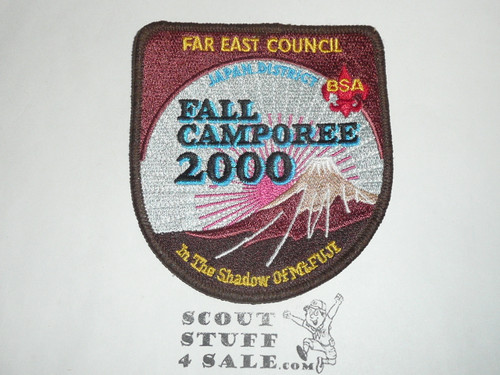 FAR EAST COUNCIL
JAPAN DISTRICT
BSA
FALL
CAMPOREE
2000
In The Shadow Of Mt.FUJI
SCOUT
STUFF
4 SALE.COM